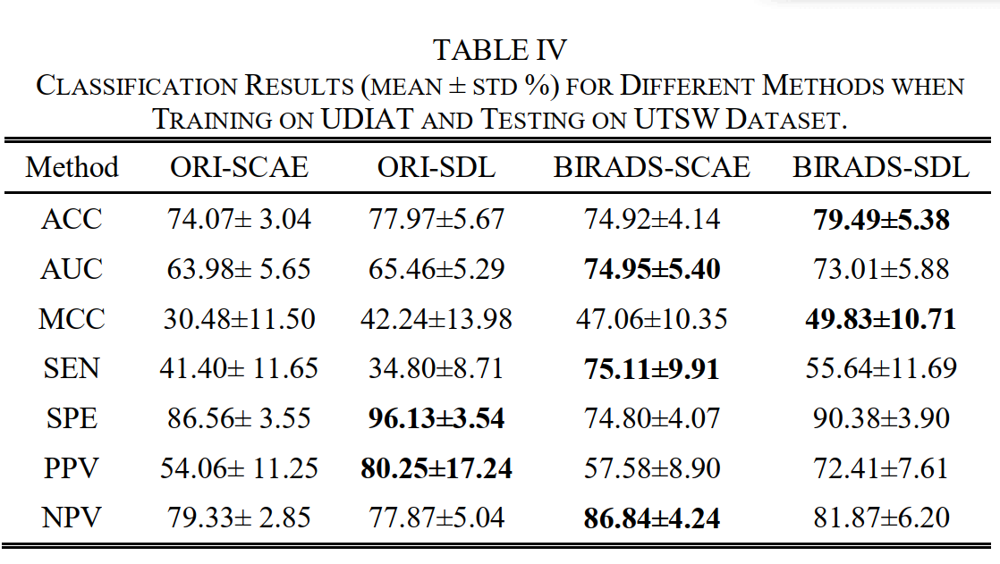 TABLE IV
CLASSIFICATION RESULTS (MEAN ± STD %) FOR DIFFERENT METHODS WHEN
TRAINING ON UDIAT AND TESTING ON UTSW DATASET.
Method ORI-SCAE ORI-SDL BIRADS-SCAE BIRADS-SDL
ACC 74.07± 3.04 77.97±5.67 74.92±4.14 79.49±5.38
AUC 63.98± 5.65 65.46±5.29 74.95±5.40 73.01±5.88
MCC 30.48±11.50 42.24±13.98 47.06±10.35 49.83±10.71
SEN 41.40± 11.65 34.80±8.71 75.11±9.91 55.64±11.69
SPE 86.56± 3.55 96.13±3.54 74.80±4.07 90.38±3.90
PPV 54.06± 11.25 80.25±17.24 57.58±8.90 72.41±7.61
NPV 79.33± 2.85 77.87±5.04 86.84±4.24 81.87±6.20